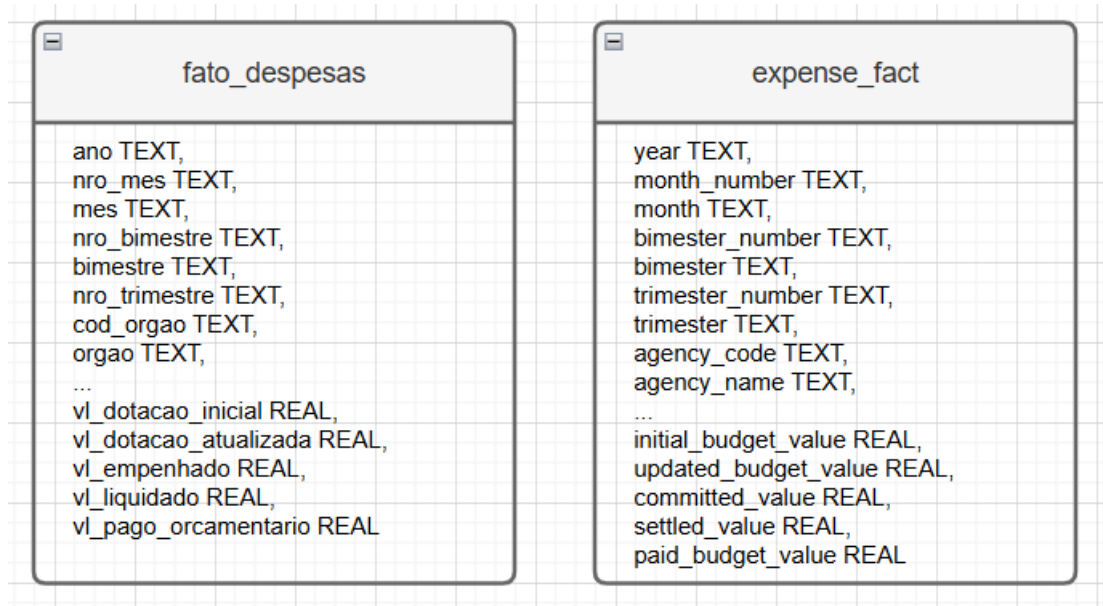 fato_despesas
ano TEXT,
nro_mes TEXT,
mes TEXT,
nro_bimestre TEXT,
bimestre TEXT,
nro_trimestre TEXT,
cod_orgao TEXT,
orgao TEXT,
...
vl_dotacao_inicial REAL,
vl_dotacao_atualizada REAL,
vl_empenhado REAL,
vl_liquidado REAL,
vl_pago_orcamentario REAL
expense_fact
year TEXT,
month_number TEXT,
month TEXT,
bimester_number TEXT,
bimester TEXT,
trimester_number TEXT,
trimester TEXT,
agency_code TEXT,
agency_name TEXT,
...
initial_budget_value REAL,
updated_budget_value REAL,
committed_value REAL,
settled_value REAL,
paid_budget_value REAL